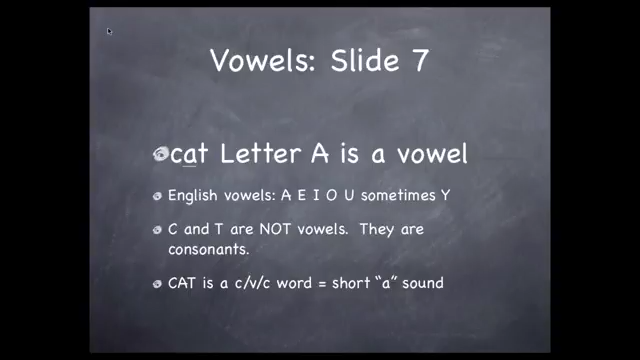 Vowels: Slide 7
cat Letter A is a vowel
English vowels: A E I O U sometimes Y
C and T are NOT vowels. They are
consonants.
CAT is a c/v/c word = short “a” sound